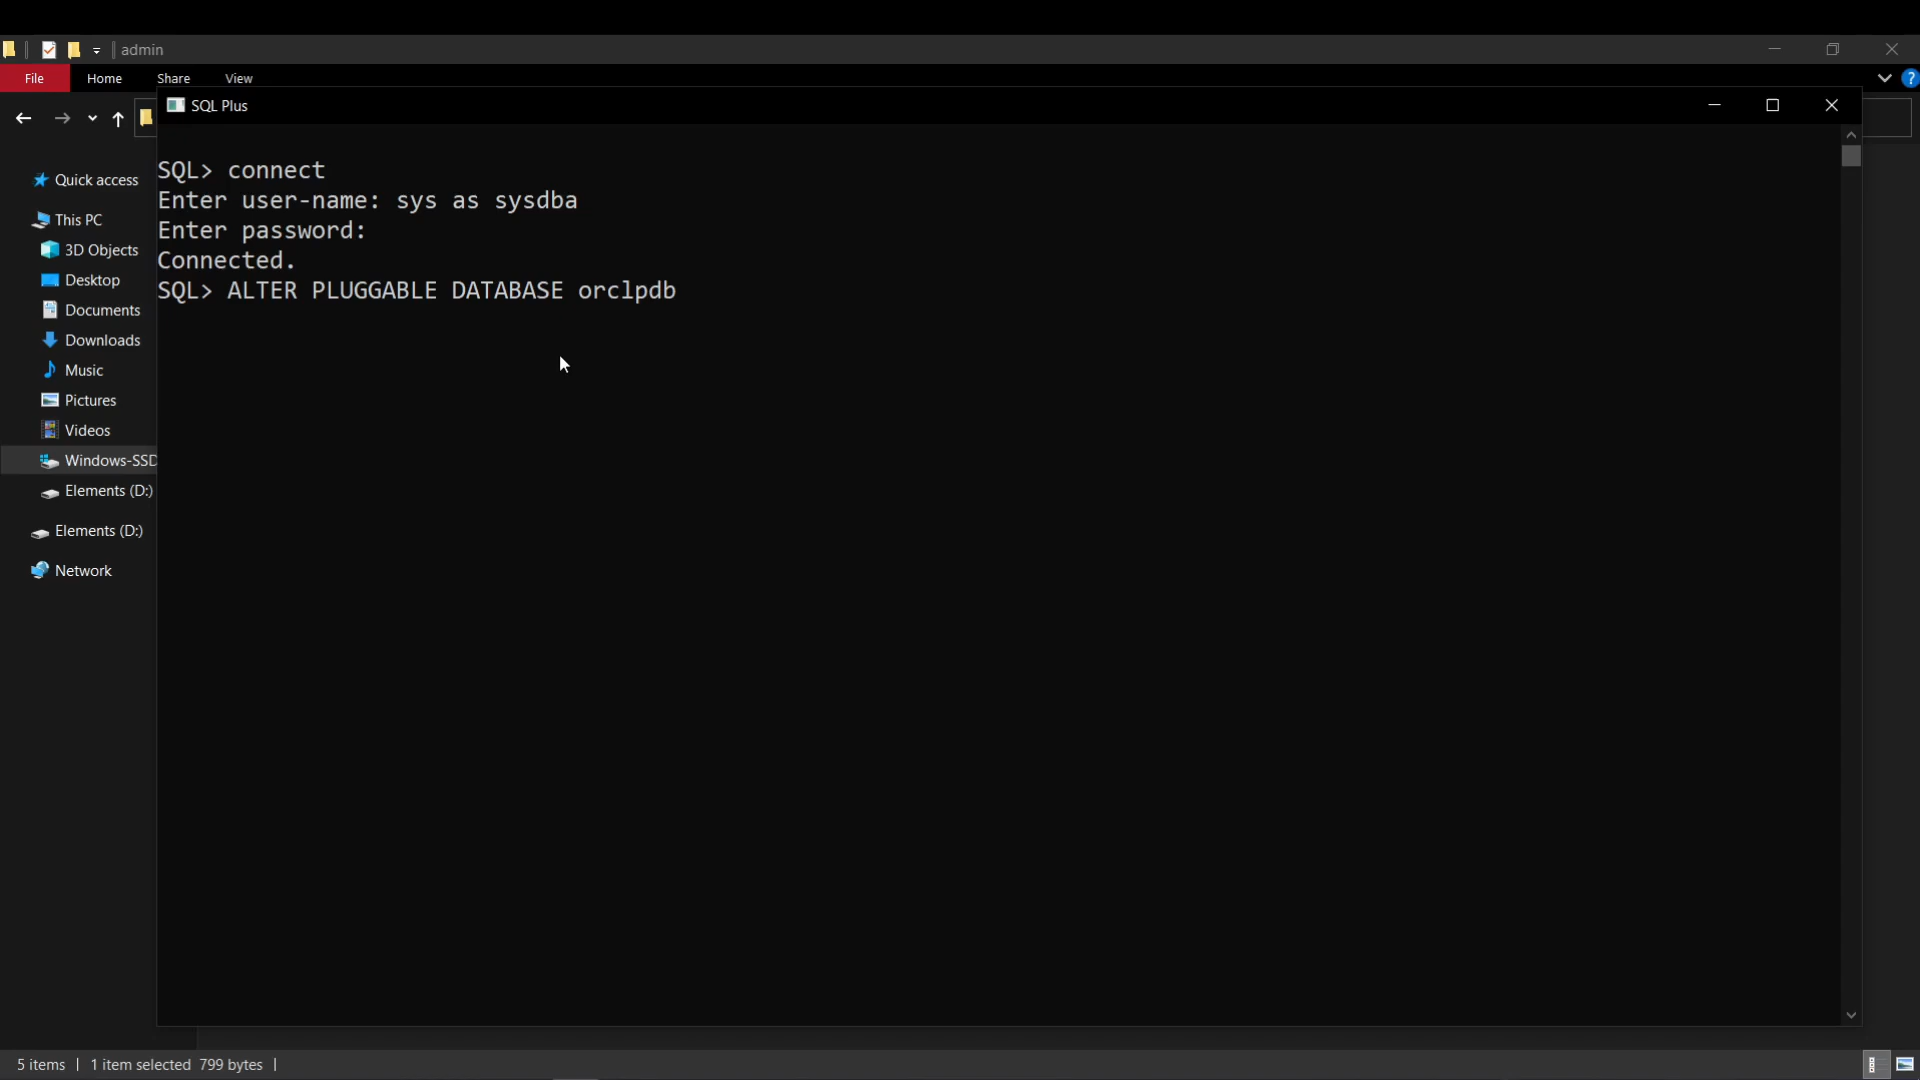 admin
File Home Share View
?
SQL Plus
SQL> connect
Enter user-name: sys as sysdba
Enter password:
Connected.
SQL> ALTER PLUGGABLE DATABASE orclpdb
Quick access
This PC
3D Objects
Desktop
Documents
Downloads
Music
Pictures
Videos
Windows-SSD
Elements (D:)
Elements (D:)
Network
5 items 1 item selected 799 bytes